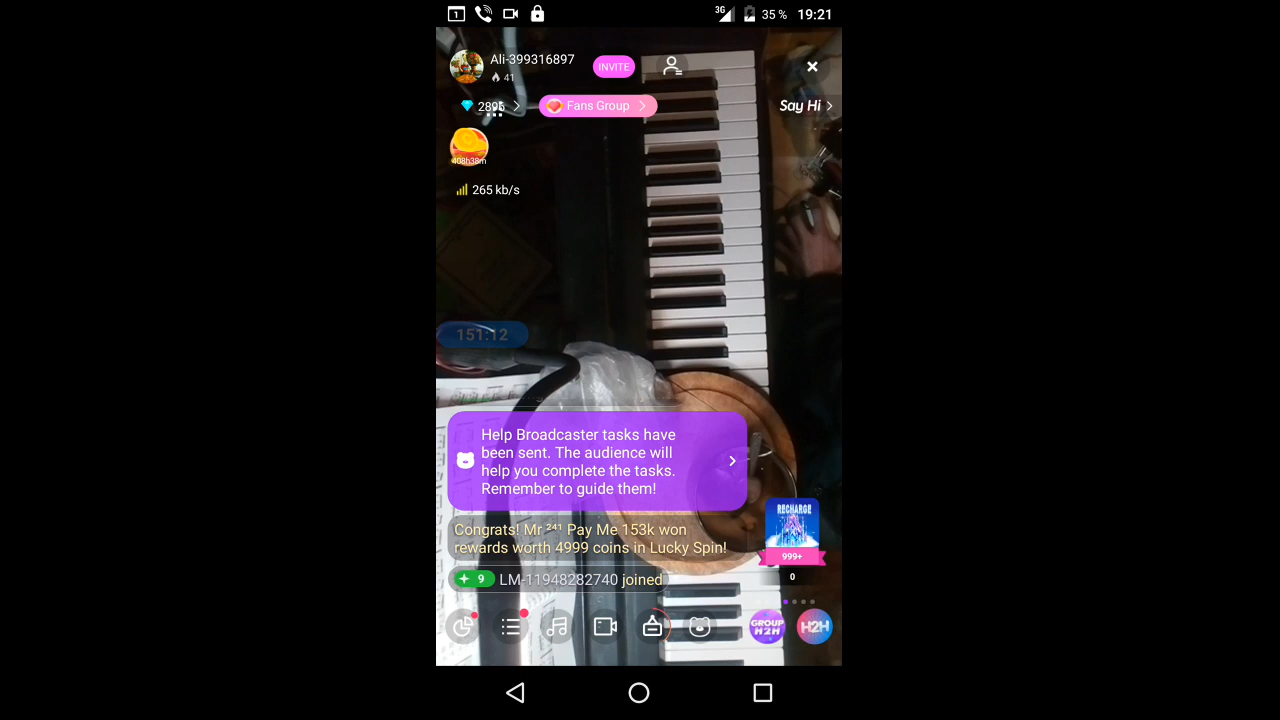 1
3G
35 %
19:21
Ali-399316897
41
INVITE
Fans Group
Say Hi
408h38m
265 kb/s
151:12
Help Broadcaster tasks have
been sent. The audience will
help you complete the tasks.
Remember to guide them!
Congrats! Mr ²⁴¹ Pay Me 153k won
rewards worth 4999 coins in Lucky Spin!
RECHARGE
999+
0
9 LM-11948282740 joined
GROUP
H2H
H2H